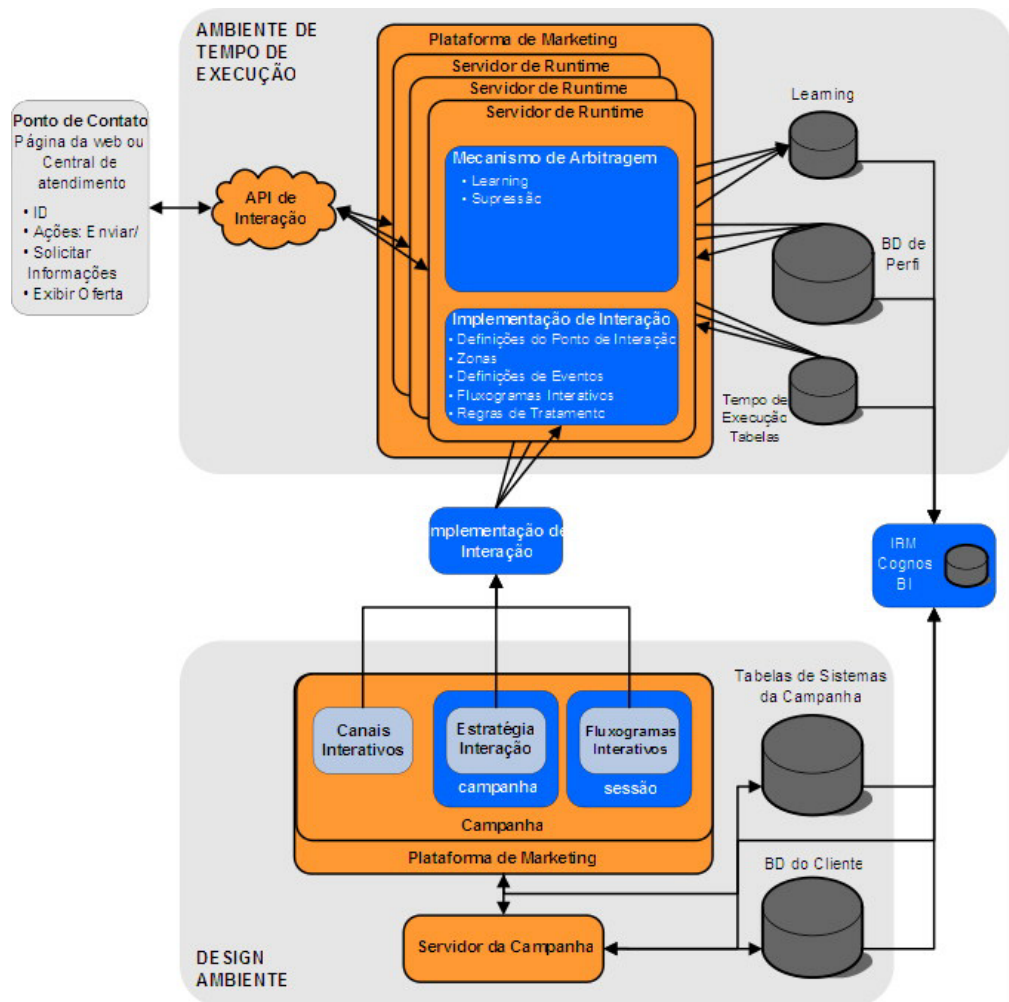 AMBIENTE DE
TEMPO DE
EXECUÇÃO
Plataforma de Marketing
Servidor de Runtime
Servidor de Runtime
Servidor de Runtime
Mecanismo de Arbitragem
• Learning
• Supressão
Learning
Ponto de Contato
Página da web ou
Central de
atendimento
• ID
• Ações: Enviar/
• Solicitar
Informações
• Exibir Oferta
API de
Interação
BD de
Perfi
Implementação de Interação
• Definições do Ponto de Interação
• Zonas
• Definições de Eventos
• Fluxogramas Interativos
• Regras de Tratamento
Tempo de
Execução
Tabelas
mplementação de
Interação
IRM
Cognos
BI
Tabelas de Sistemas
da Campanha
Canais
Interativos
Estratégia
Interação
campanha
Fluxogramas
Interativos
sessão
Campanha
Plataforma de Marketing
BD do Cliente
Servidor da Campanha
DESIGN
AMBIENTE